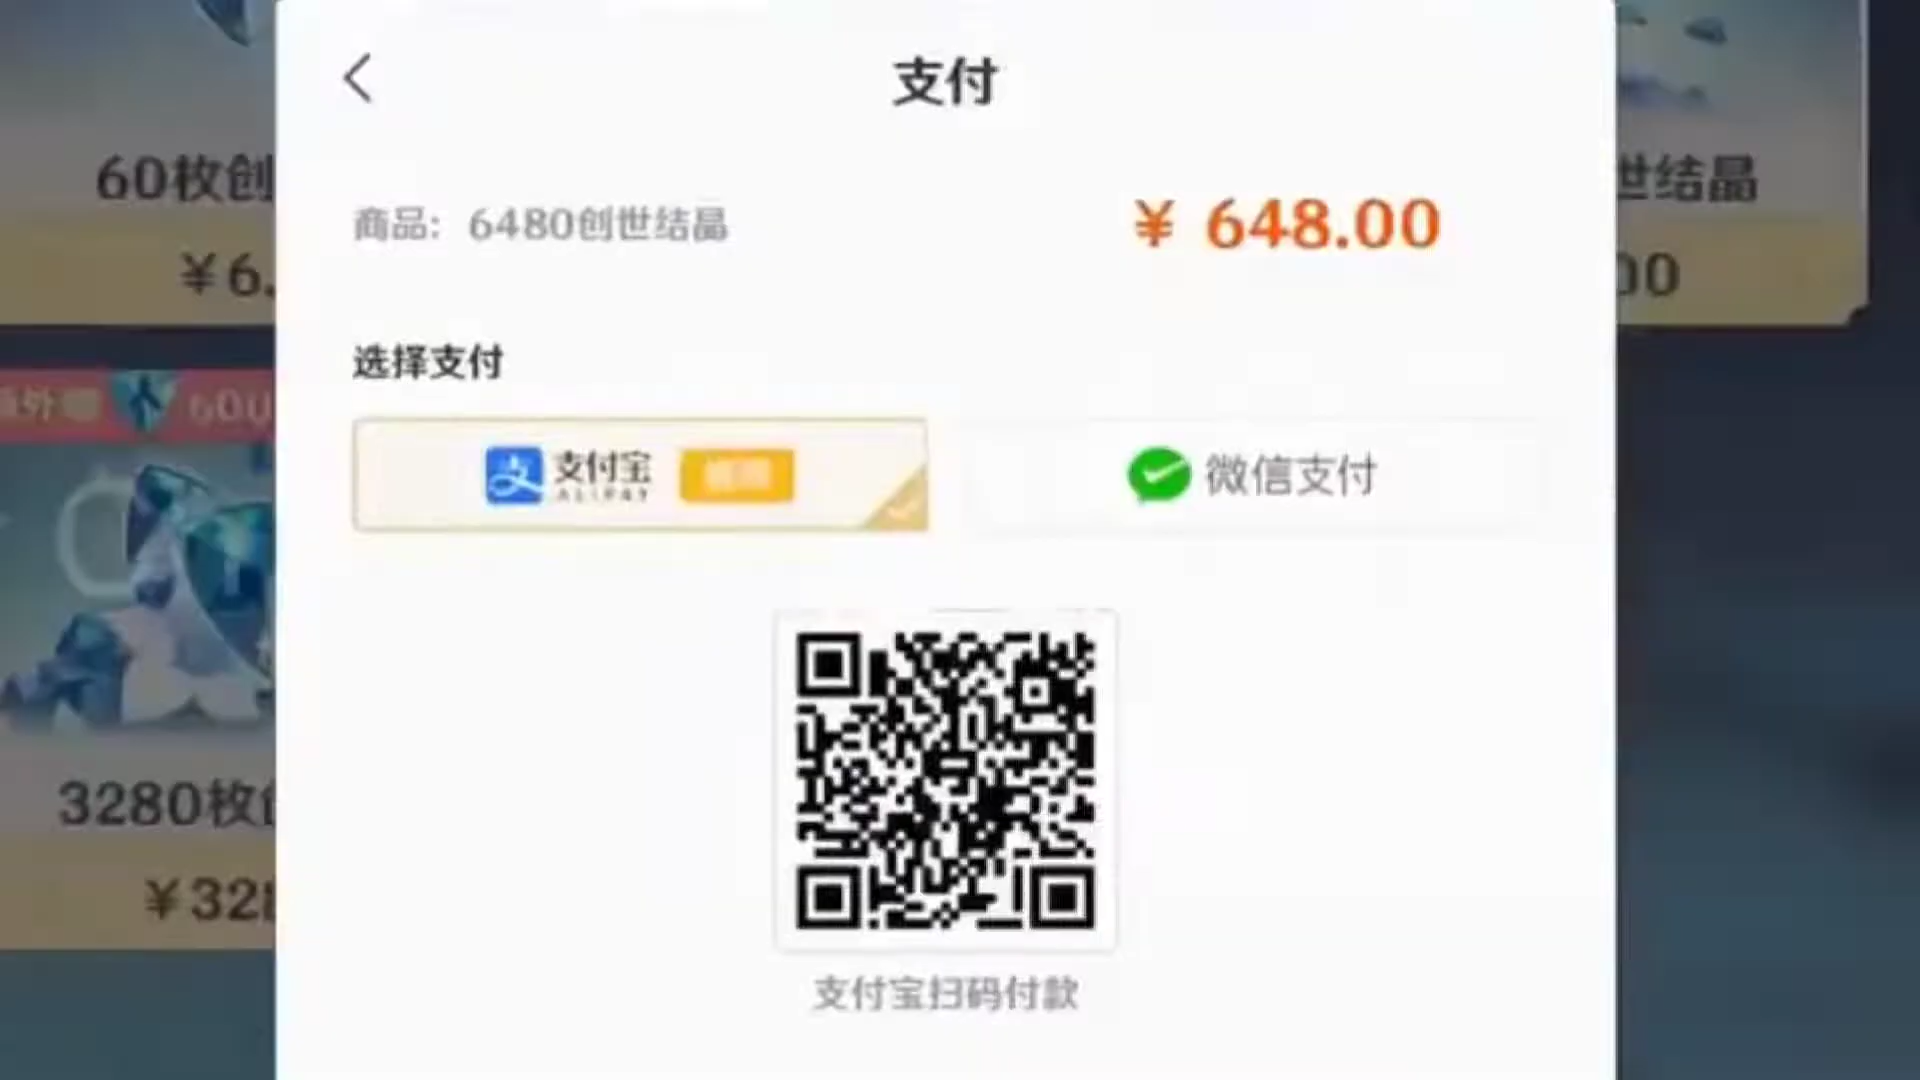 支付
60枚创
世结晶
商品: 6480创世结晶
¥ 648.00
¥6.
00
选择支付
600
支付宝
ALIPAY
微信支付
3280枚
¥328
支付宝扫码付款